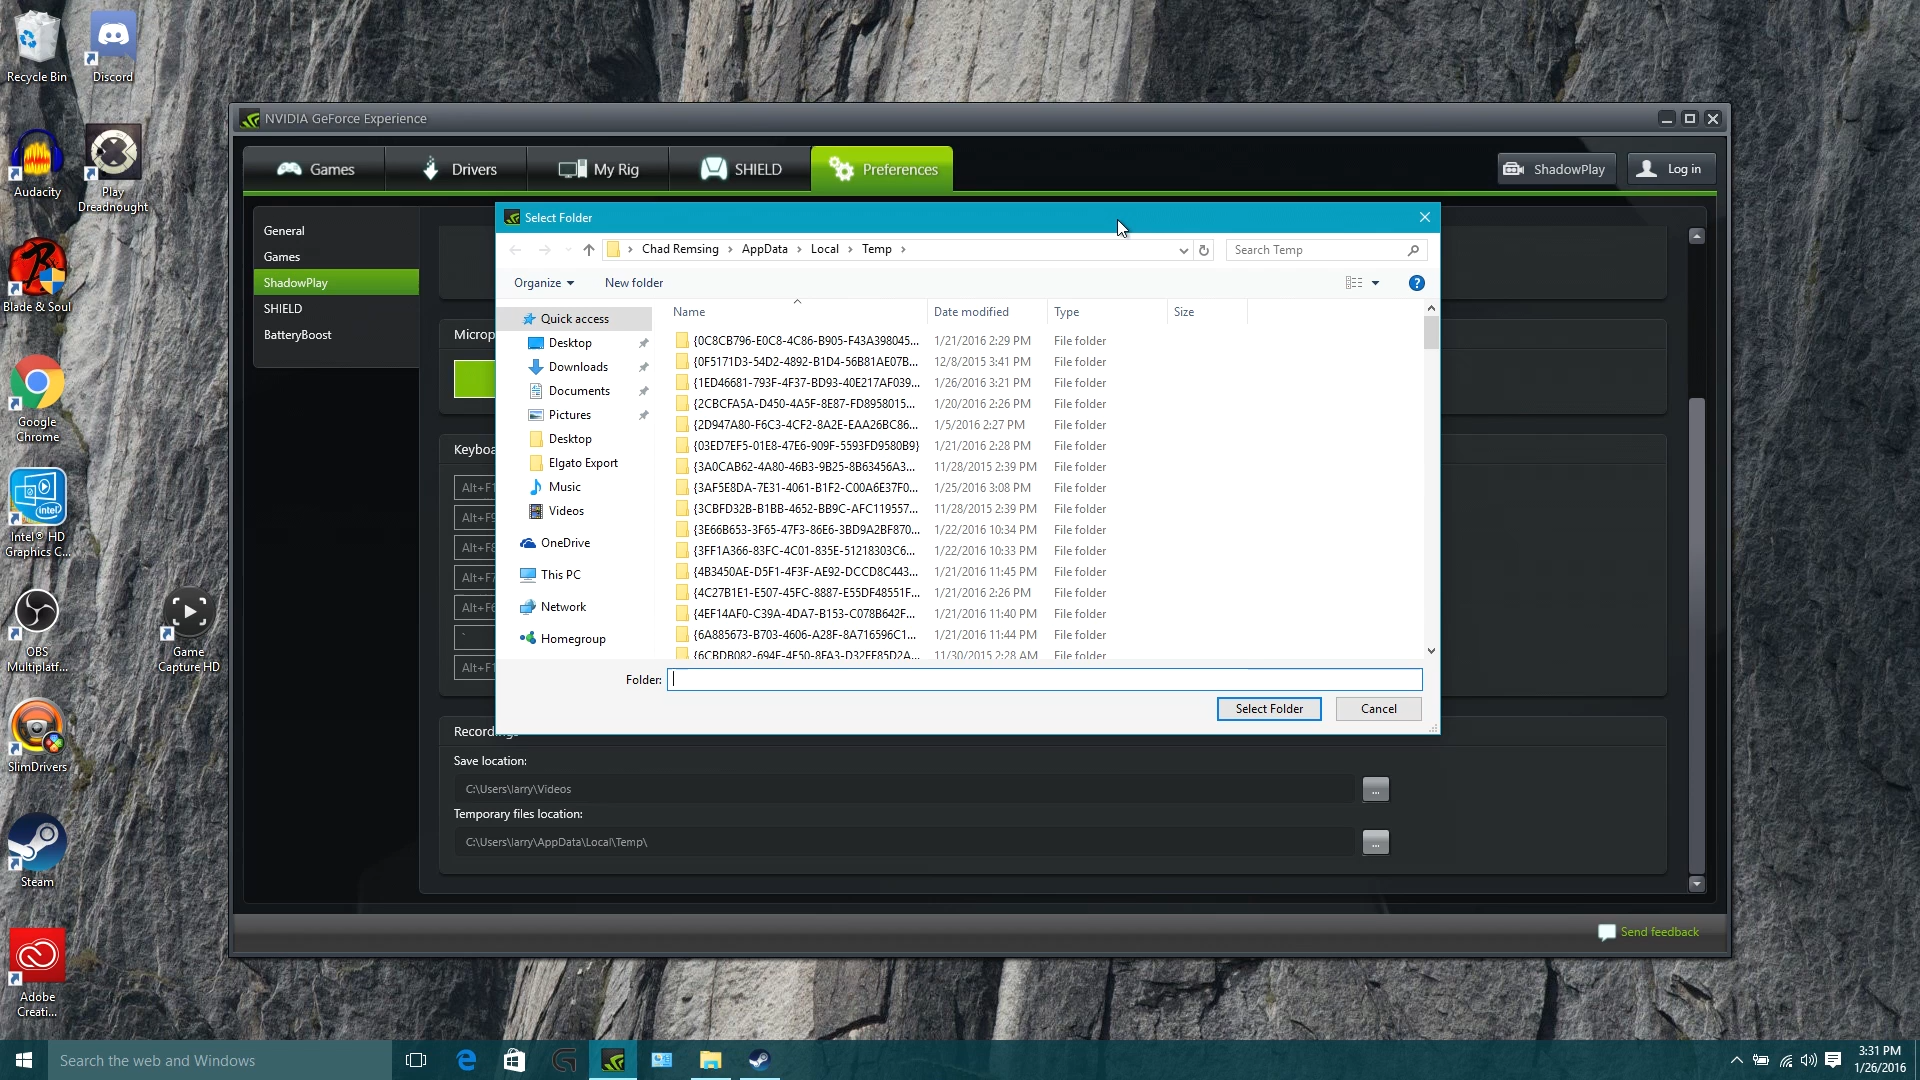 Recycle Bin
Discord
Audacity
Play
Dreadnought
Blade & Soul
Google
Chrome
Intel® HD
Graphics C...
OBS
Multiplatf...
Game
Capture HD
SlimDrivers
Steam
Adobe
Creati...
NVIDIA GeForce Experience
Games
Drivers
My Rig
SHIELD
Preferences
ShadowPlay
Log in
General
Games
ShadowPlay
SHIELD
BatteryBoost
Select Folder
Chad Remsing > AppData > Local > Temp >
Search Temp
Organize
New folder
Quick access
Desktop
Downloads
Documents
Pictures
Desktop
Elgato Export
Music
Videos
OneDrive
This PC
Network
Homegroup
Name Date modified Type Size
{0C8CB796-E0C8-4C86-B905-F43A398045... 1/21/2016 2:29 PM File folder
{0F5171D3-54D2-4892-B1D4-56B81AE07B... 12/8/2015 3:41 PM File folder
{1ED46681-793F-4F37-BD93-40E217AF039... 1/26/2016 3:21 PM File folder
{2CBCFA5A-D450-4A5F-8E87-FD8958015... 1/20/2016 2:26 PM File folder
{2D947A80-F6C3-4CF2-8A2E-EAA26BC86... 1/5/2016 2:27 PM File folder
{03ED7EF5-01E8-47E6-909F-5593FD9580B9} 1/21/2016 2:28 PM File folder
{3A0CAB62-4A80-46B3-9B25-8B63456A3... 11/28/2015 2:39 PM File folder
{3AF5E8DA-7E31-4061-B1F2-C00A6E37F0... 1/25/2016 3:08 PM File folder
{3CBFD32B-B1BB-4652-BB9C-AFC119557... 11/28/2015 2:39 PM File folder
{3E66B653-3F65-47F3-86E6-3BD9A2BF870... 1/22/2016 10:34 PM File folder
{3FF1A366-83FC-4C01-835E-51218303C6... 1/22/2016 10:33 PM File folder
{4B3450AE-D5F1-4F3F-AE92-DCCD8C443... 1/21/2016 11:45 PM File folder
{4C27B1E1-E507-45FC-8887-E55DF48551F... 1/21/2016 2:26 PM File folder
{4EF14AF0-C39A-4DA7-B153-C078B642F... 1/21/2016 11:40 PM File folder
{6A885673-B703-4606-A28F-8A716596C1... 1/21/2016 11:44 PM File folder
{6CBDB082-694F-4F50-8FA3-D32FF85D2A... 11/30/2015 2:28 AM File folder
Folder:
Select Folder
Cancel
Microp
Keyboa
Alt+F1
Alt+F9
Alt+F8
Alt+F7
Alt+F6
`
Alt+F1
Recordings
Save location:
C:\Users\larry\Videos
...
Temporary files location:
C:\Users\larry\AppData\Local\Temp\
...
Send feedback
Search the web and Windows
3:31 PM
1/26/2016